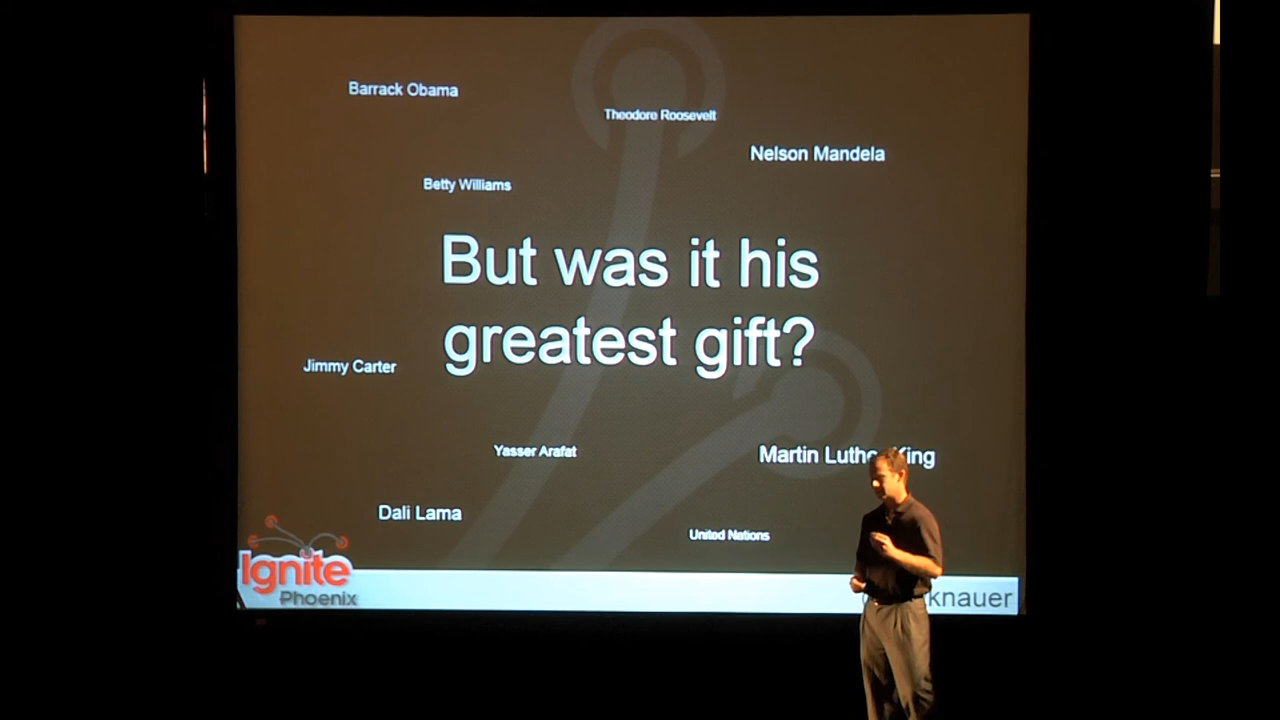 Barrack Obama
Theodore Roosevelt
Nelson Mandela
Betty Williams
But was it his
greatest gift?
Jimmy Carter
Yasser Arafat
Martin Luther King
Dali Lama
United Nations
Ignite
Phoenix
knauer